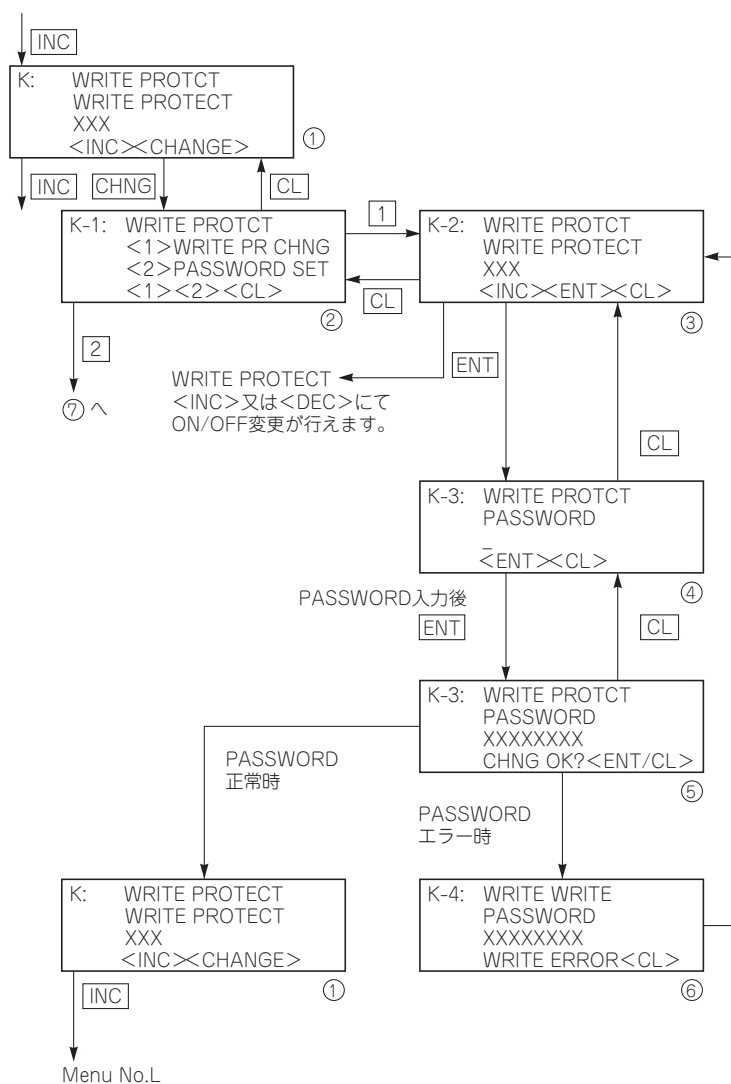 INC
K: WRITE PROTCT
WRITE PROTECT
XXX
<INC><CHANGE>
①
INC CHNG CL
K-1: WRITE PROTCT
<1>WRITE PR CHNG
<2>PASSWORD SET
<1><2><CL>
②
1
CL
K-2: WRITE PROTCT
WRITE PROTECT
XXX
<INC><ENT><CL>
③
2
⑦へ
ENT
WRITE PROTECT
<INC>又は<DEC>にて
ON/OFF変更が行えます。
CL
K-3: WRITE PROTCT
PASSWORD
_
<ENT><CL>
④
PASSWORD入力後
ENT
CL
K-3: WRITE PROTCT
PASSWORD
XXXXXXXX
CHNG OK?<ENT/CL>
⑤
PASSWORD
正常時
PASSWORD
エラー時
K: WRITE PROTECT
WRITE PROTECT
XXX
<INC><CHANGE>
①
K-4: WRITE WRITE
PASSWORD
XXXXXXXX
WRITE ERROR<CL>
⑥
INC
Menu No.L